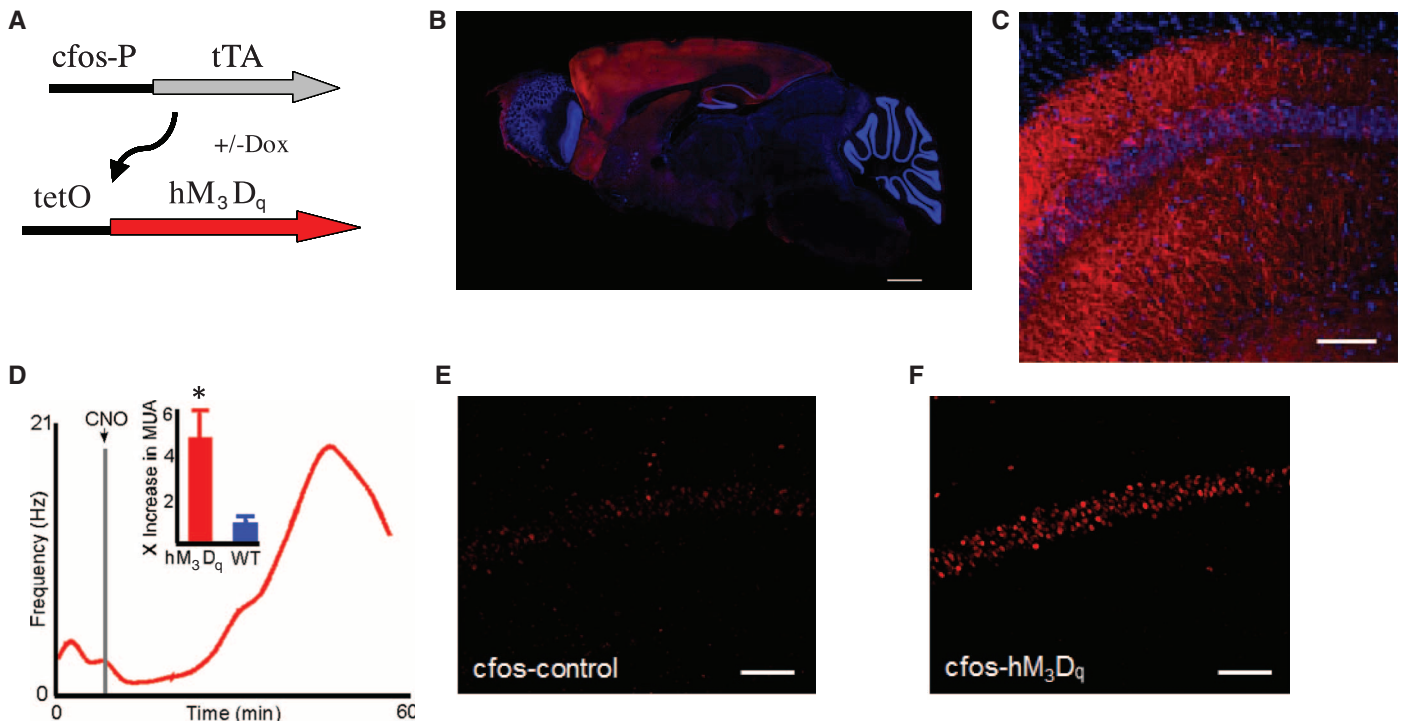 A
cfos-P tTA
+/-Dox
tetO hM₃Dq
B
C
D
21
CNO
Frequency (Hz)
0
0 Time (min) 60
X Increase in MUA
6
4
2
*
hM₃Dq WT
E
cfos-control
F
cfos-hM₃Dq